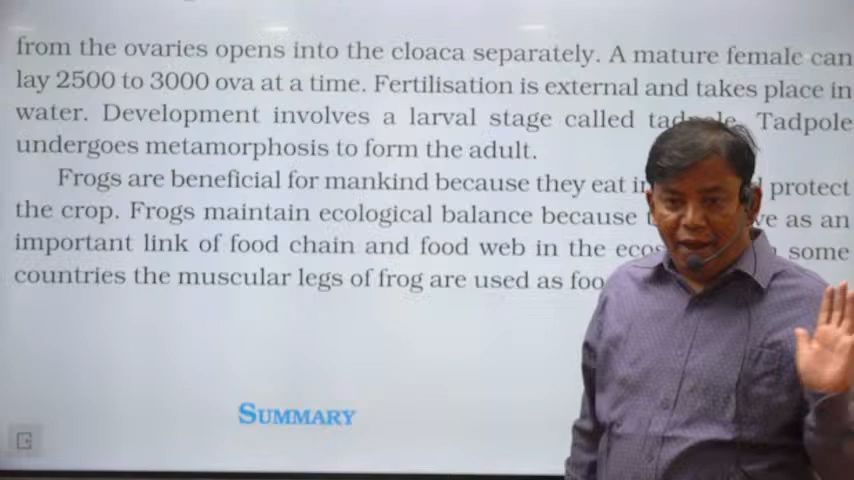 from the ovaries opens into the cloaca separately. A mature female can
lay 2500 to 3000 ova at a time. Fertilisation is external and takes place in
water. Development involves a larval stage called tadpole. Tadpole
undergoes metamorphosis to form the adult.
Frogs are beneficial for mankind because they eat protect
the crop. Frogs maintain ecological balance because as an
important link of food chain and food web in the some
countries the muscular legs of frog are used as
SUMMARY